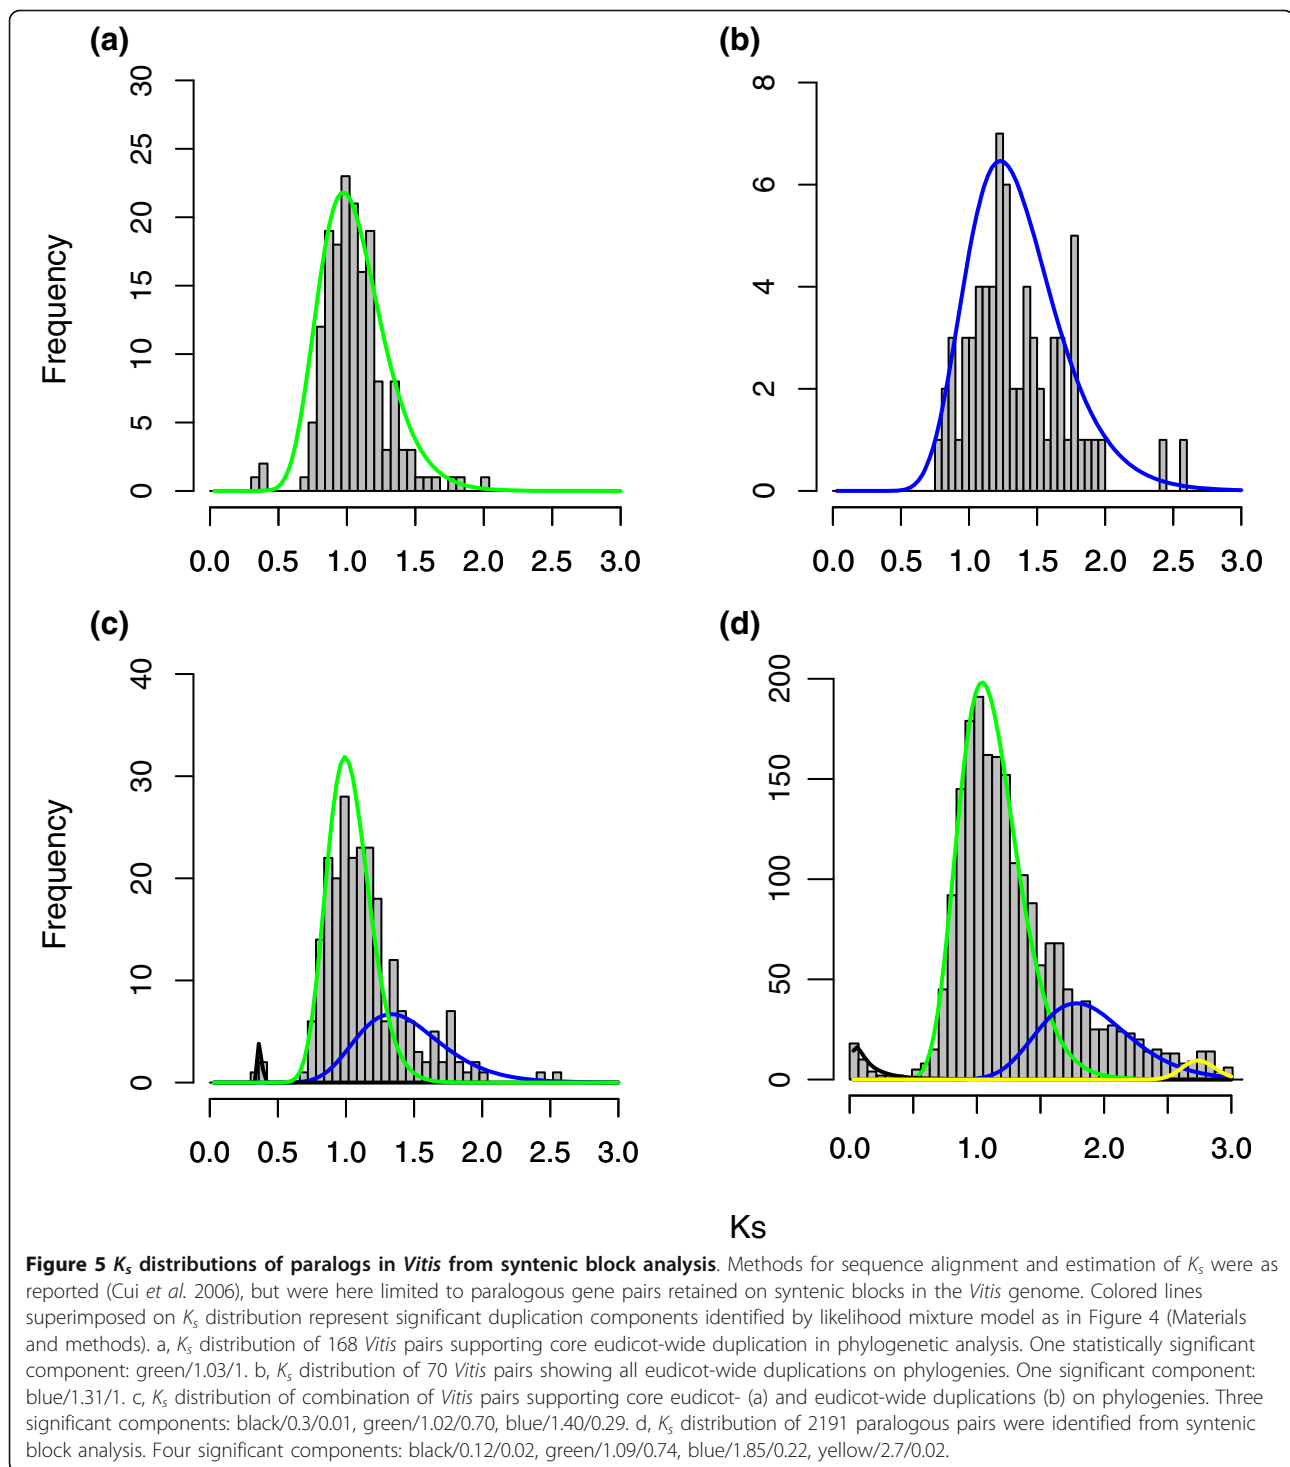 (a)
(b)
30
25
20
15
10
5
0
Frequency
0.0 0.5 1.0 1.5 2.0 2.5 3.0
8
6
4
2
0
0.0 0.5 1.0 1.5 2.0 2.5 3.0
(c)
(d)
40
30
20
10
0
Frequency
0.0 0.5 1.0 1.5 2.0 2.5 3.0
200
150
100
50
0
0.0 1.0 2.0 3.0
Ks
Figure 5 Ks distributions of paralogs in Vitis from syntenic block analysis. Methods for sequence alignment and estimation of Ks were as
reported (Cui et al. 2006), but were here limited to paralogous gene pairs retained on syntenic blocks in the Vitis genome. Colored lines
superimposed on Ks distribution represent significant duplication components identified by likelihood mixture model as in Figure 4 (Materials
and methods). a, Ks distribution of 168 Vitis pairs supporting core eudicot-wide duplication in phylogenetic analysis. One statistically significant
component: green/1.03/1. b, Ks distribution of 70 Vitis pairs showing all eudicot-wide duplications on phylogenies. One significant component:
blue/1.31/1. c, Ks distribution of combination of Vitis pairs supporting core eudicot- (a) and eudicot-wide duplications (b) on phylogenies. Three
significant components: black/0.3/0.01, green/1.02/0.70, blue/1.40/0.29. d, Ks distribution of 2191 paralogous pairs were identified from syntenic
block analysis. Four significant components: black/0.12/0.02, green/1.09/0.74, blue/1.85/0.22, yellow/2.7/0.02.